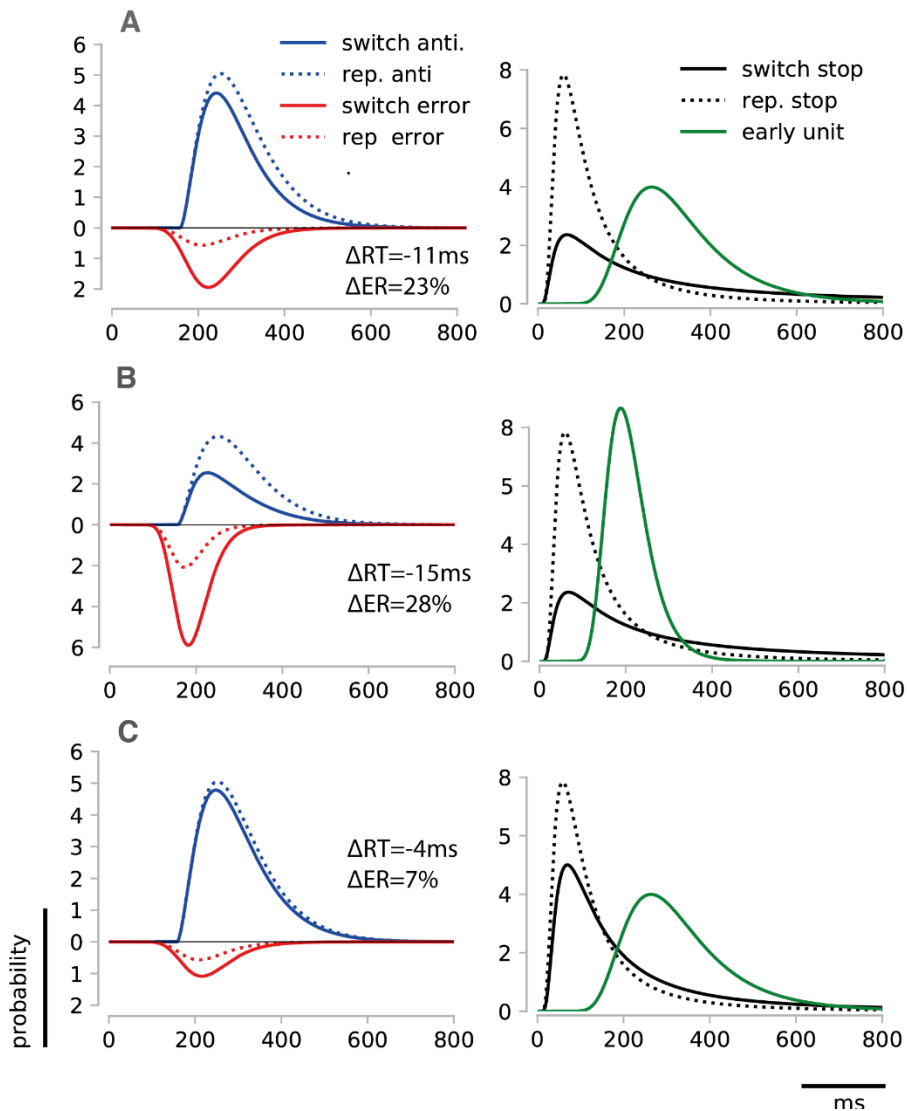 A
switch anti.
rep. anti
switch error
rep error
ΔRT=-11ms
ΔER=23%
6
5
4
3
2
1
0
1
2
0 200 400 600 800
switch stop
rep. stop
early unit
8
6
4
2
0
0 200 400 600 800
B
ΔRT=-15ms
ΔER=28%
6
4
2
0
2
4
6
0 200 400 600 800
8
5
4
2
0
0 200 400 600 800
C
ΔRT=-4ms
ΔER=7%
6
5
4
3
2
1
0
1
2
0 200 400 600 800
8
5
4
2
0
0 200 400 600 800
probability
ms